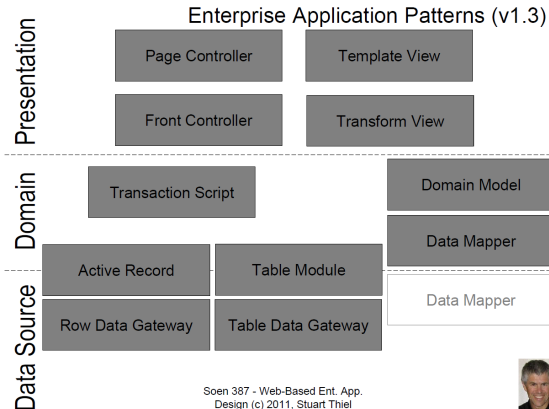 Enterprise Application Patterns (v1.3)
Presentation
Page Controller
Template View
Front Controller
Transform View
Domain
Transaction Script
Domain Model
Data Mapper
Active Record
Table Module
Data Source
Data Mapper
Row Data Gateway
Table Data Gateway
Soen 387 - Web-Based Ent. App.
Design (c) 2011, Stuart Thiel